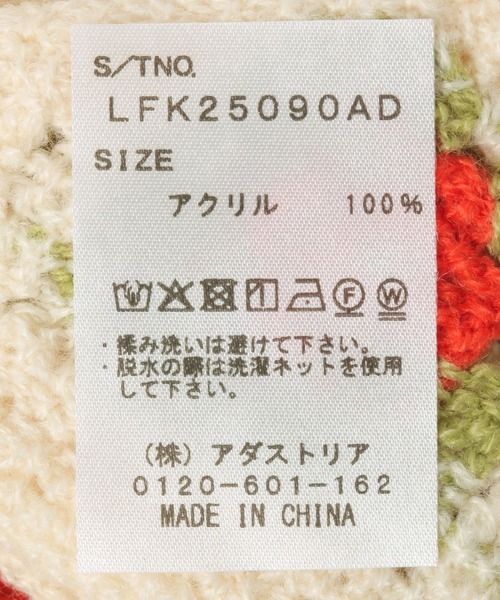 S/TNO.
LFK25090AD
SIZE
アクリル 100%
F W
・揉み洗いは避けて下さい。
・脱水の際は洗濯ネットを使用
して下さい。
(株) アダストリア
0120-601-162
MADE IN CHINA